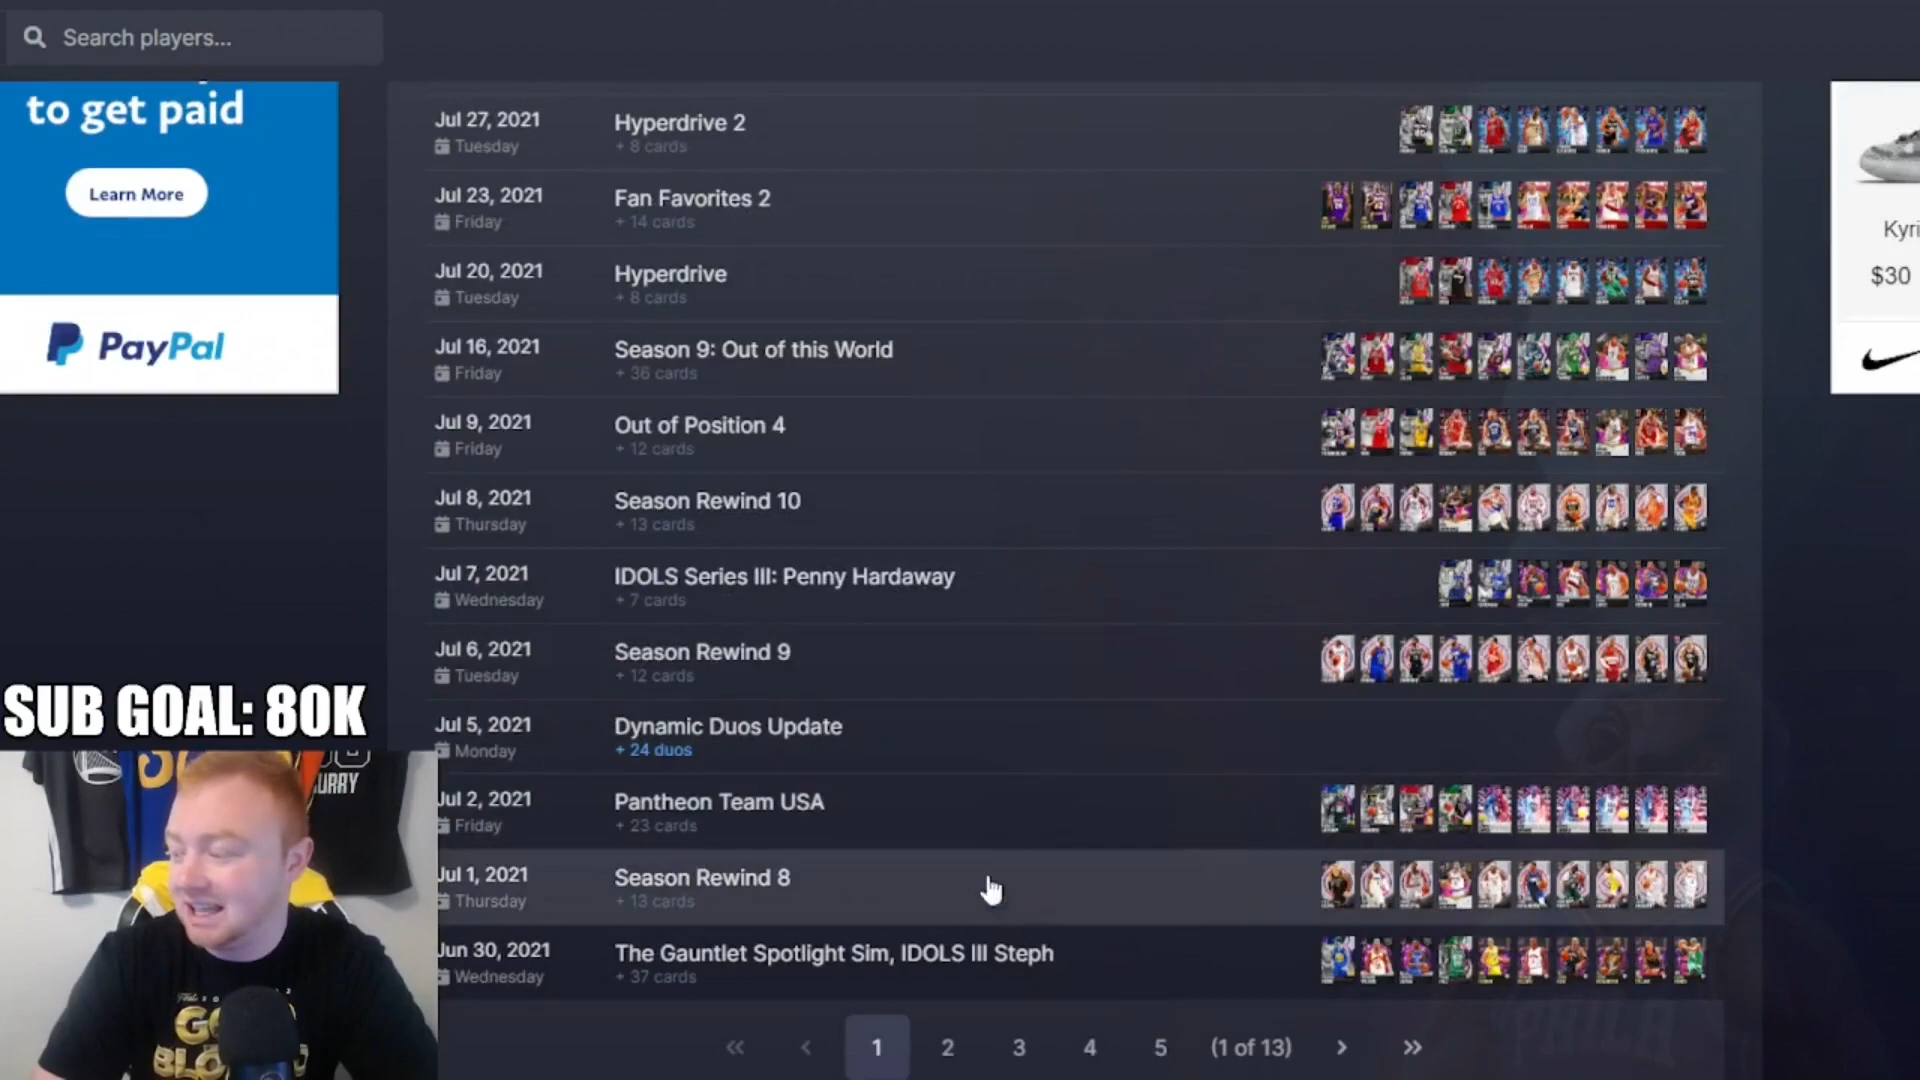 Search players...
to get paid
Learn More
PayPal
SUB GOAL: 80K
Jul 27, 2021
Tuesday
Hyperdrive 2
+ 8 cards
Jul 23, 2021
Friday
Fan Favorites 2
+ 14 cards
Jul 20, 2021
Tuesday
Hyperdrive
+ 8 cards
Jul 16, 2021
Friday
Season 9: Out of this World
+ 36 cards
Jul 9, 2021
Friday
Out of Position 4
+ 12 cards
Jul 8, 2021
Thursday
Season Rewind 10
+ 13 cards
Jul 7, 2021
Wednesday
IDOLS Series III: Penny Hardaway
+ 7 cards
Jul 6, 2021
Tuesday
Season Rewind 9
+ 12 cards
Jul 5, 2021
Monday
Dynamic Duos Update
+ 24 duos
Jul 2, 2021
Friday
Pantheon Team USA
+ 23 cards
Jul 1, 2021
Thursday
Season Rewind 8
+ 13 cards
Jun 30, 2021
Wednesday
The Gauntlet Spotlight Sim, IDOLS III Steph
+ 37 cards
« ‹ 1 2 3 4 5 (1 of 13) › »
Kyri
$30
URRY
PHILA